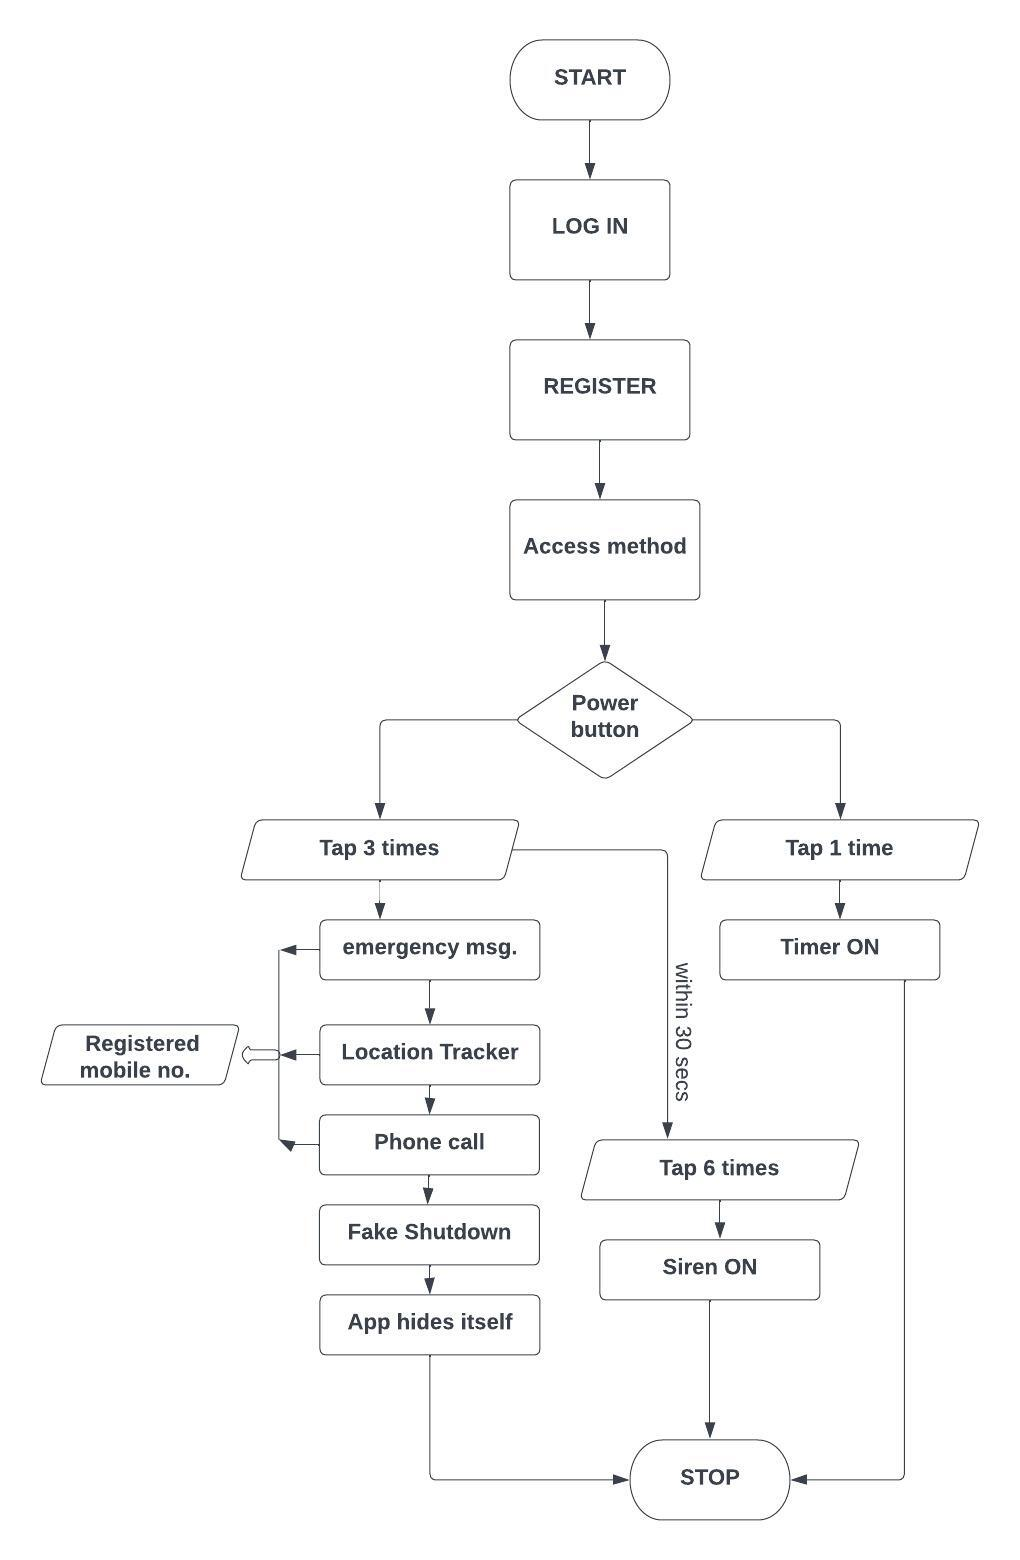 START
LOG IN
REGISTER
Access method
Power
button
Tap 3 times
Tap 1 time
emergency msg.
Timer ON
within 30 secs
Registered
mobile no.
Location Tracker
Phone call
Tap 6 times
Fake Shutdown
Siren ON
App hides itself
STOP